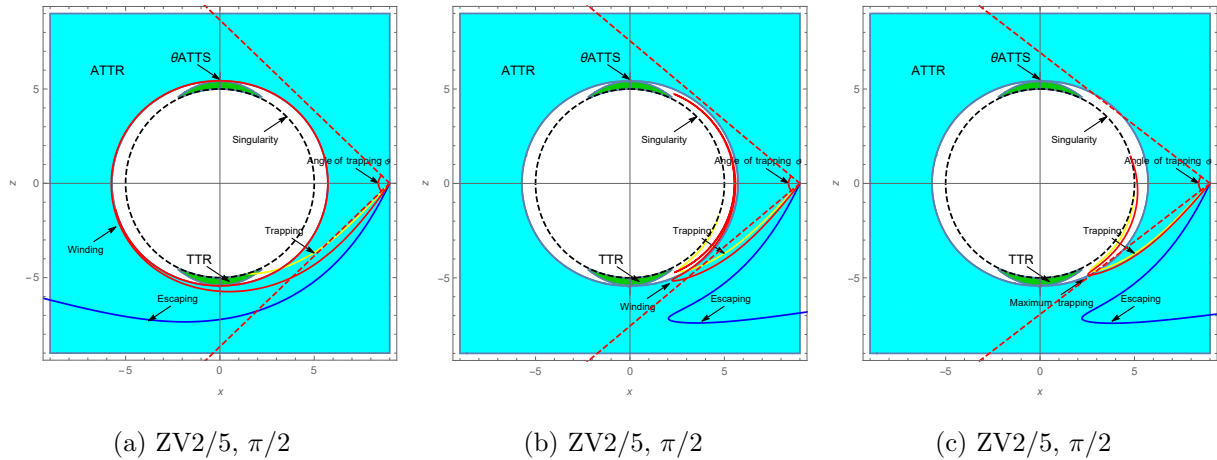 ATTR
θATTS
Singularity
Angle of trapping
Trapping
Winding
TTR
Escaping
z
5
0
−5
−5
0
5
x
(a) ZV2/5, π/2
ATTR
θATTS
Singularity
Angle of trapping
Trapping
TTR
Winding
Escaping
z
5
0
−5
−5
0
5
x
(b) ZV2/5, π/2
ATTR
θATTS
Singularity
Angle of trapping
Trapping
TTR
Maximum trapping
Escaping
z
5
0
−5
−5
0
5
x
(c) ZV2/5, π/2